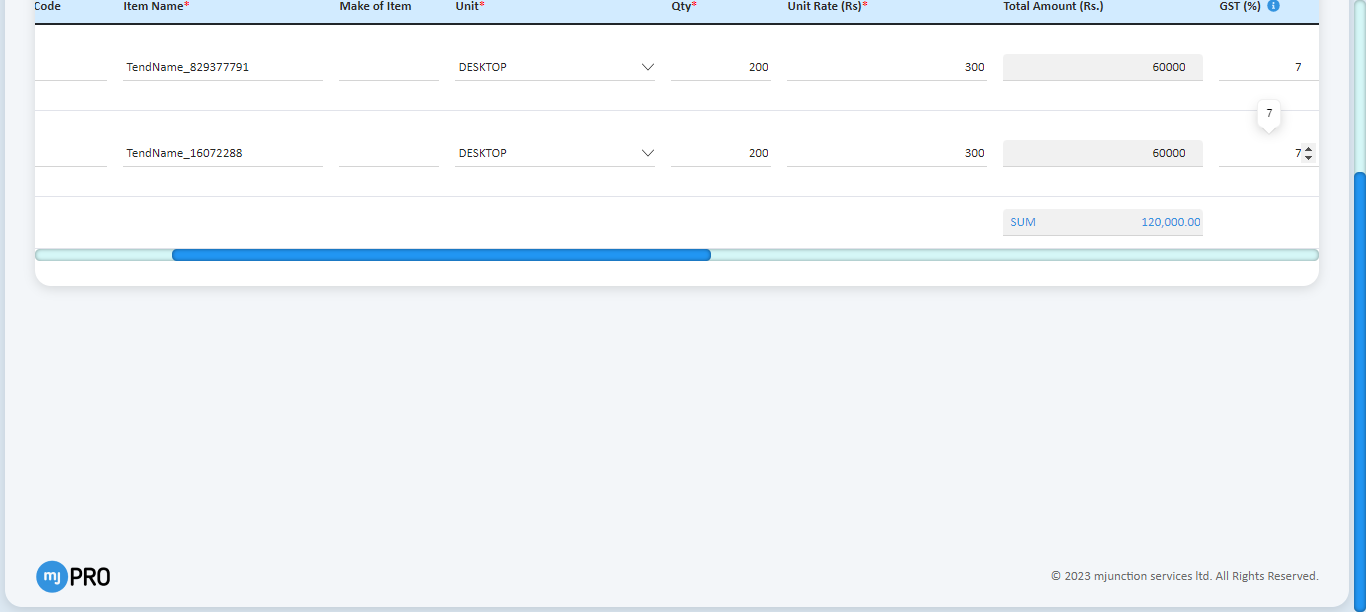 Code Item Name* Make of Item Unit* Qty* Unit Rate (Rs)* Total Amount (Rs.) GST (%) i
TendName_829377791 DESKTOP 200 300 60000 7
7
TendName_16072288 DESKTOP 200 300 60000 7
SUM 120,000.00
mj PRO © 2023 mjunction services ltd. All Rights Reserved.